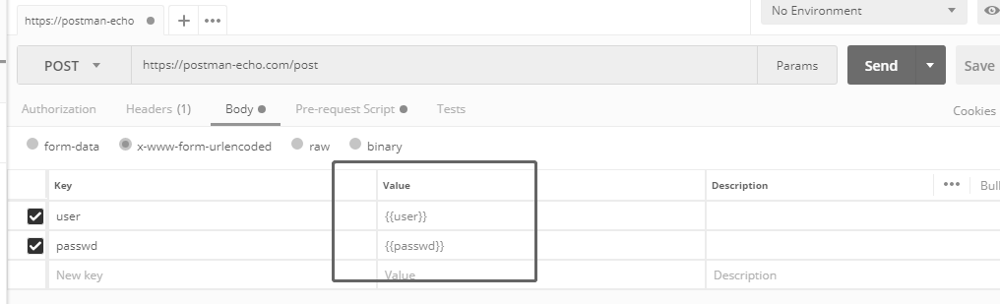 https://postman-echo + ••• No Environment
POST https://postman-echo.com/post Params Send Save
Authorization Headers (1) Body Pre-request Script Tests Cookies
form-data x-www-form-urlencoded raw binary
Key Value Description ••• Bul
user {{user}}
passwd {{passwd}}
New key Value Description